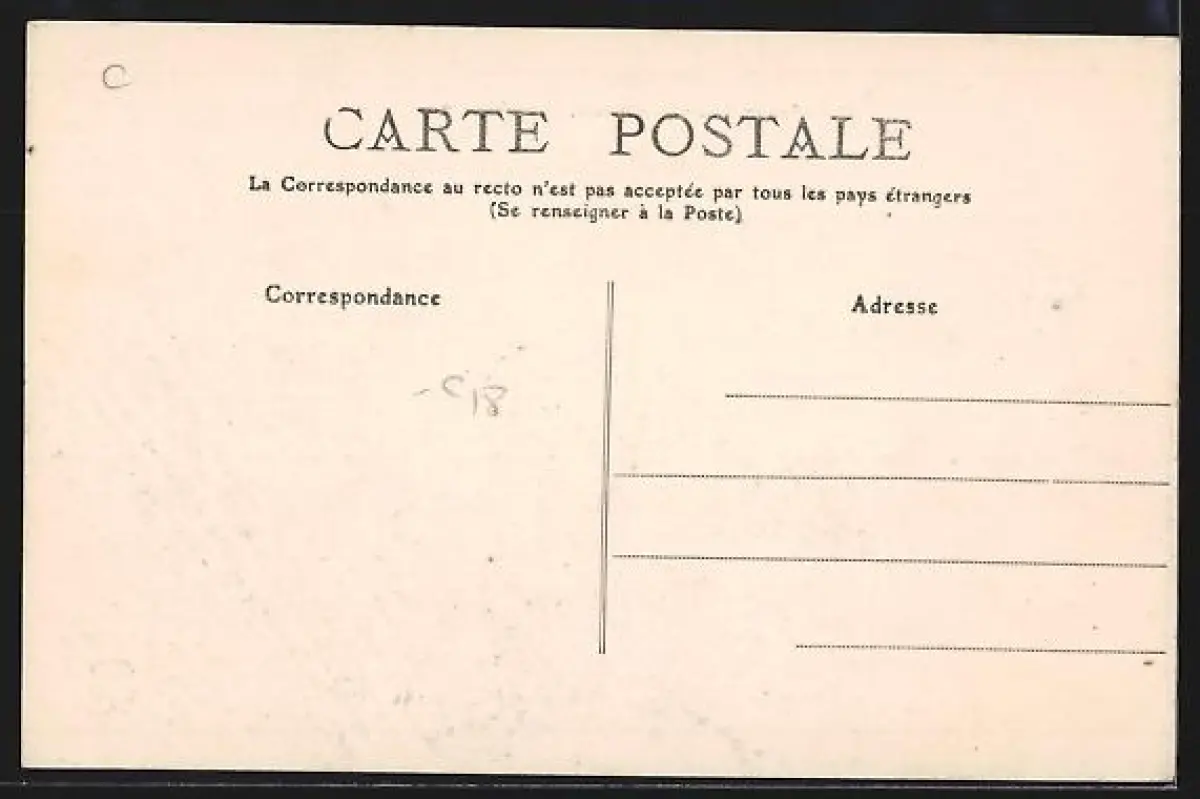 C
CARTE POSTALE
La Correspondance au recto n'est pas acceptée par tous les pays étrangers
(Se renseigner à la Poste)
Correspondance
Adresse